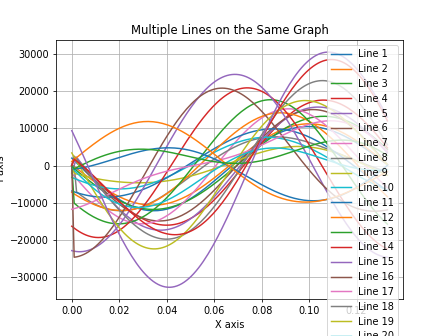 Multiple Lines on the Same Graph
30000
20000
10000
0
-10000
-20000
-30000
0.00 0.02 0.04 0.06 0.08 0.10
X axis
Line 1
Line 2
Line 3
Line 4
Line 5
Line 6
Line 7
Line 8
Line 9
Line 10
Line 11
Line 12
Line 13
Line 14
Line 15
Line 16
Line 17
Line 18
Line 19